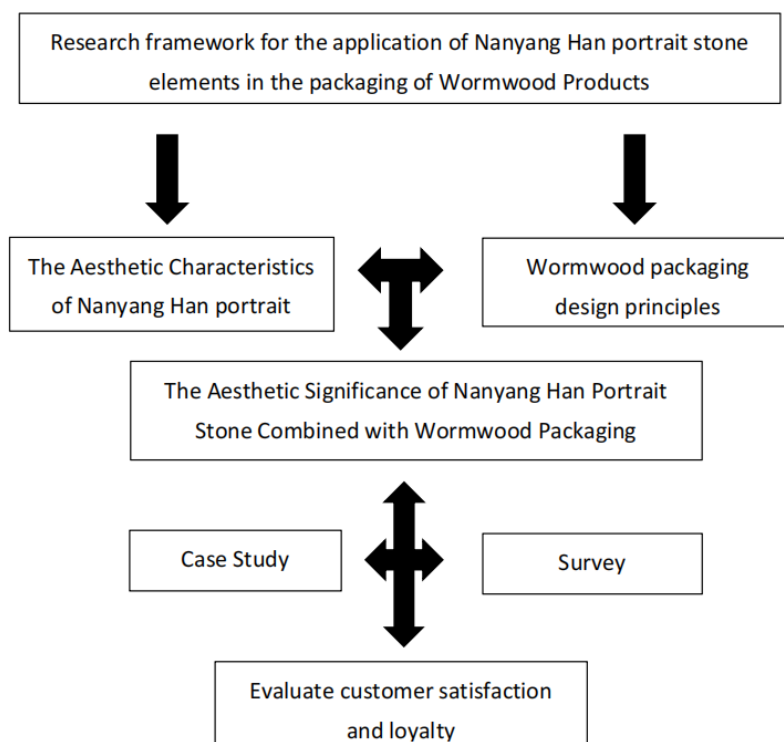 Research framework for the application of Nanyang Han portrait stone
elements in the packaging of Wormwood Products
The Aesthetic Characteristics
of Nanyang Han portrait
Wormwood packaging
design principles
The Aesthetic Significance of Nanyang Han Portrait
Stone Combined with Wormwood Packaging
Case Study
Survey
Evaluate customer satisfaction
and loyalty